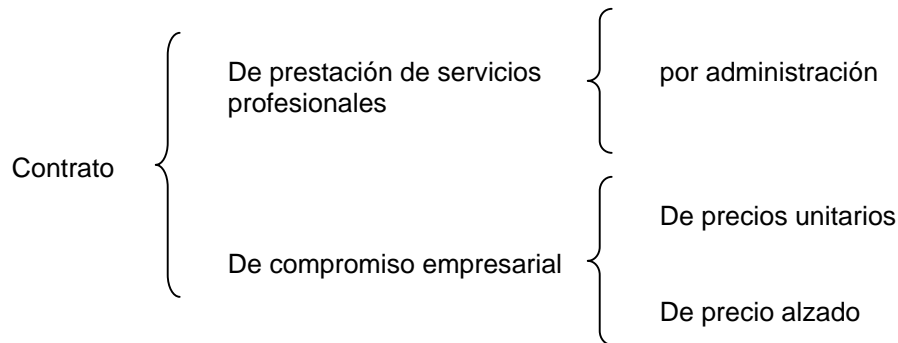 Contrato
De prestación de servicios
profesionales
por administración
De compromiso empresarial
De precios unitarios
De precio alzado